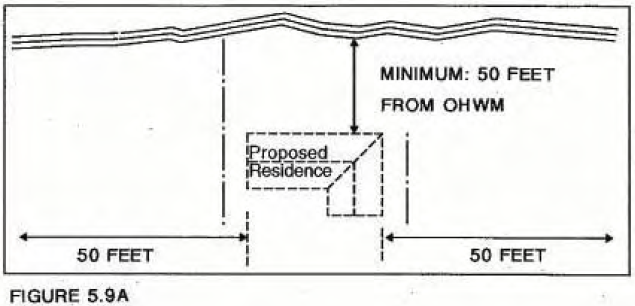 MINIMUM: 50 FEET
FROM OHWM
Proposed
Residence
50 FEET
50 FEET
FIGURE 5.9A